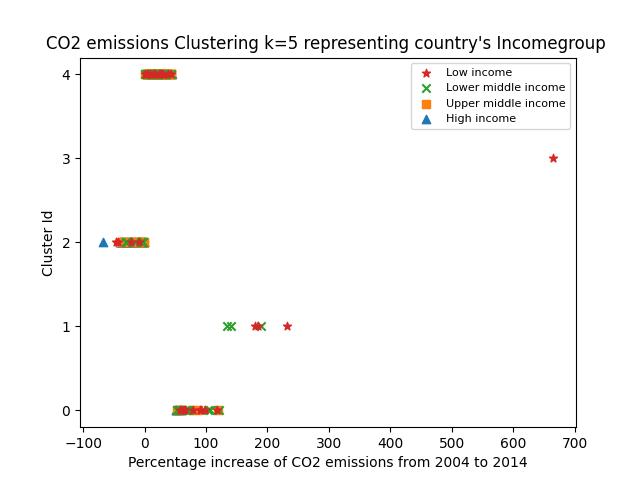 CO2 emissions Clustering k=5 representing country's Incomegroup
Low income
Lower middle income
Upper middle income
High income
4
3
2
1
0
Cluster Id
−100 0 100 200 300 400 500 600 700
Percentage increase of CO2 emissions from 2004 to 2014